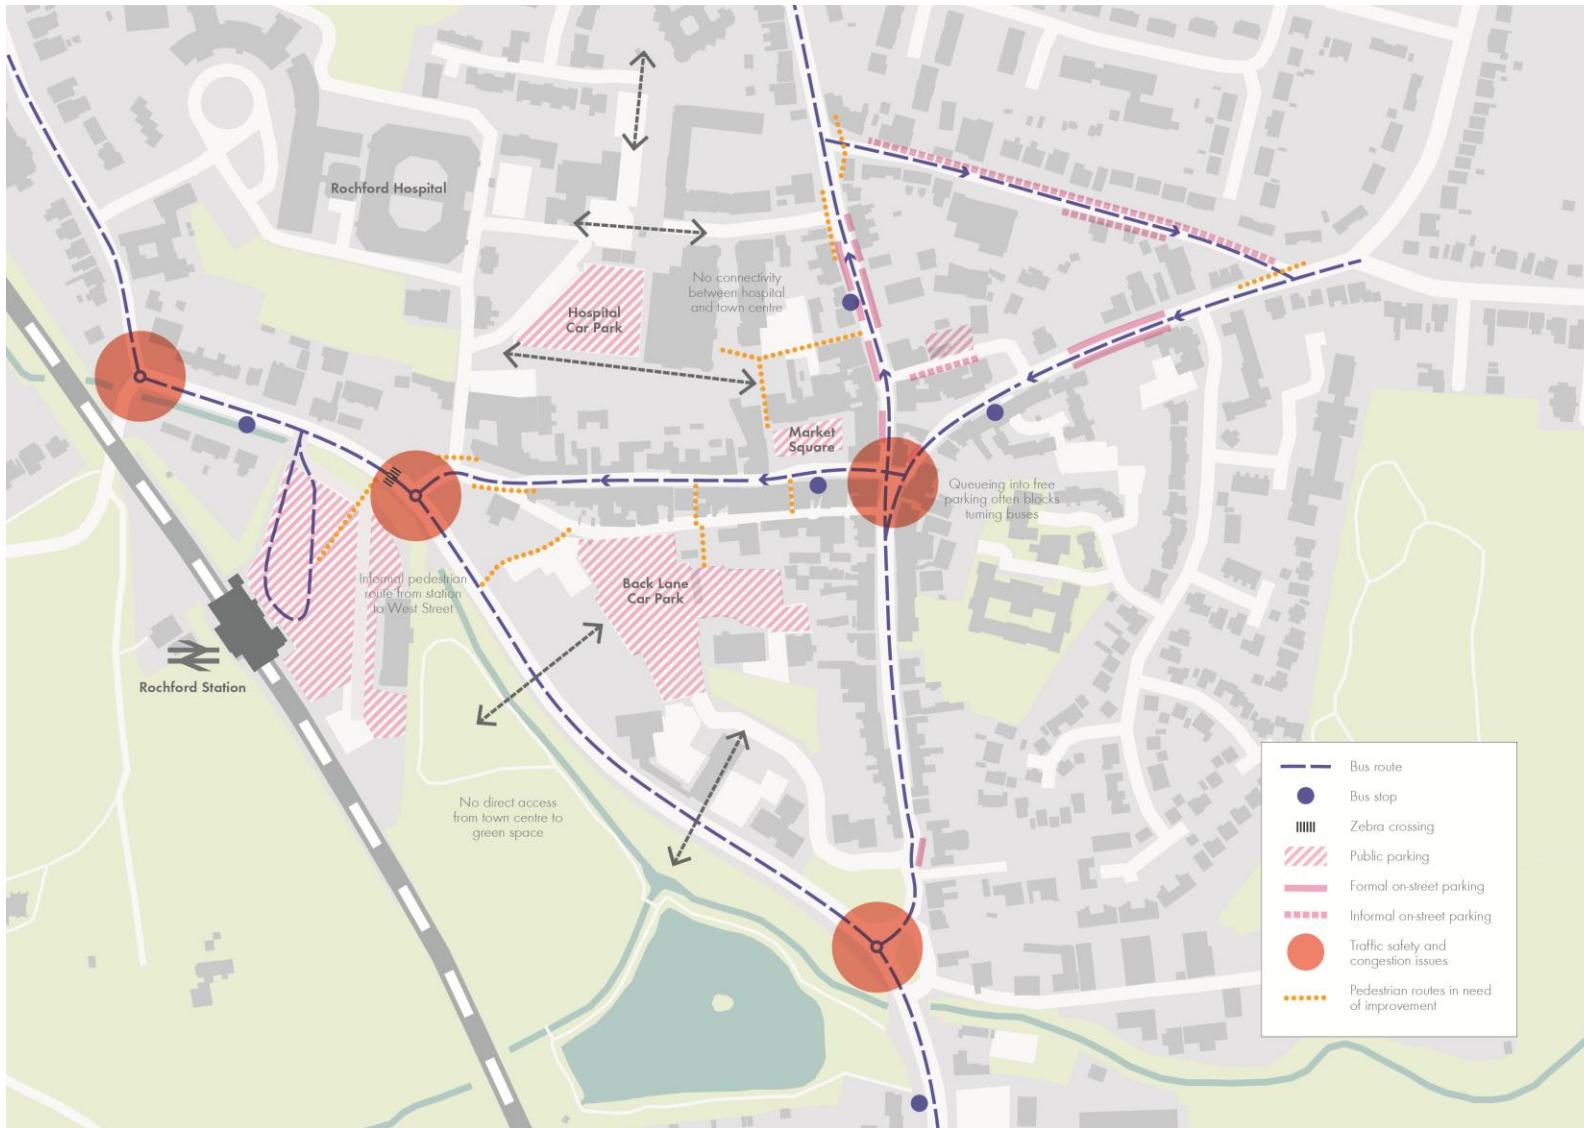 Rochford Hospital
No connectivity
between hospital
and town centre
Hospital
Car Park
Market
Square
Queueing into free
parking often blocks
turning buses
Informal pedestrian
route from station
to West Street
Back Lane
Car Park
Rochford Station
No direct access
from town centre to
green space
Bus route
Bus stop
Zebra crossing
Public parking
Formal on-street parking
Informal on-street parking
Traffic safety and
congestion issues
Pedestrian routes in need
of improvement